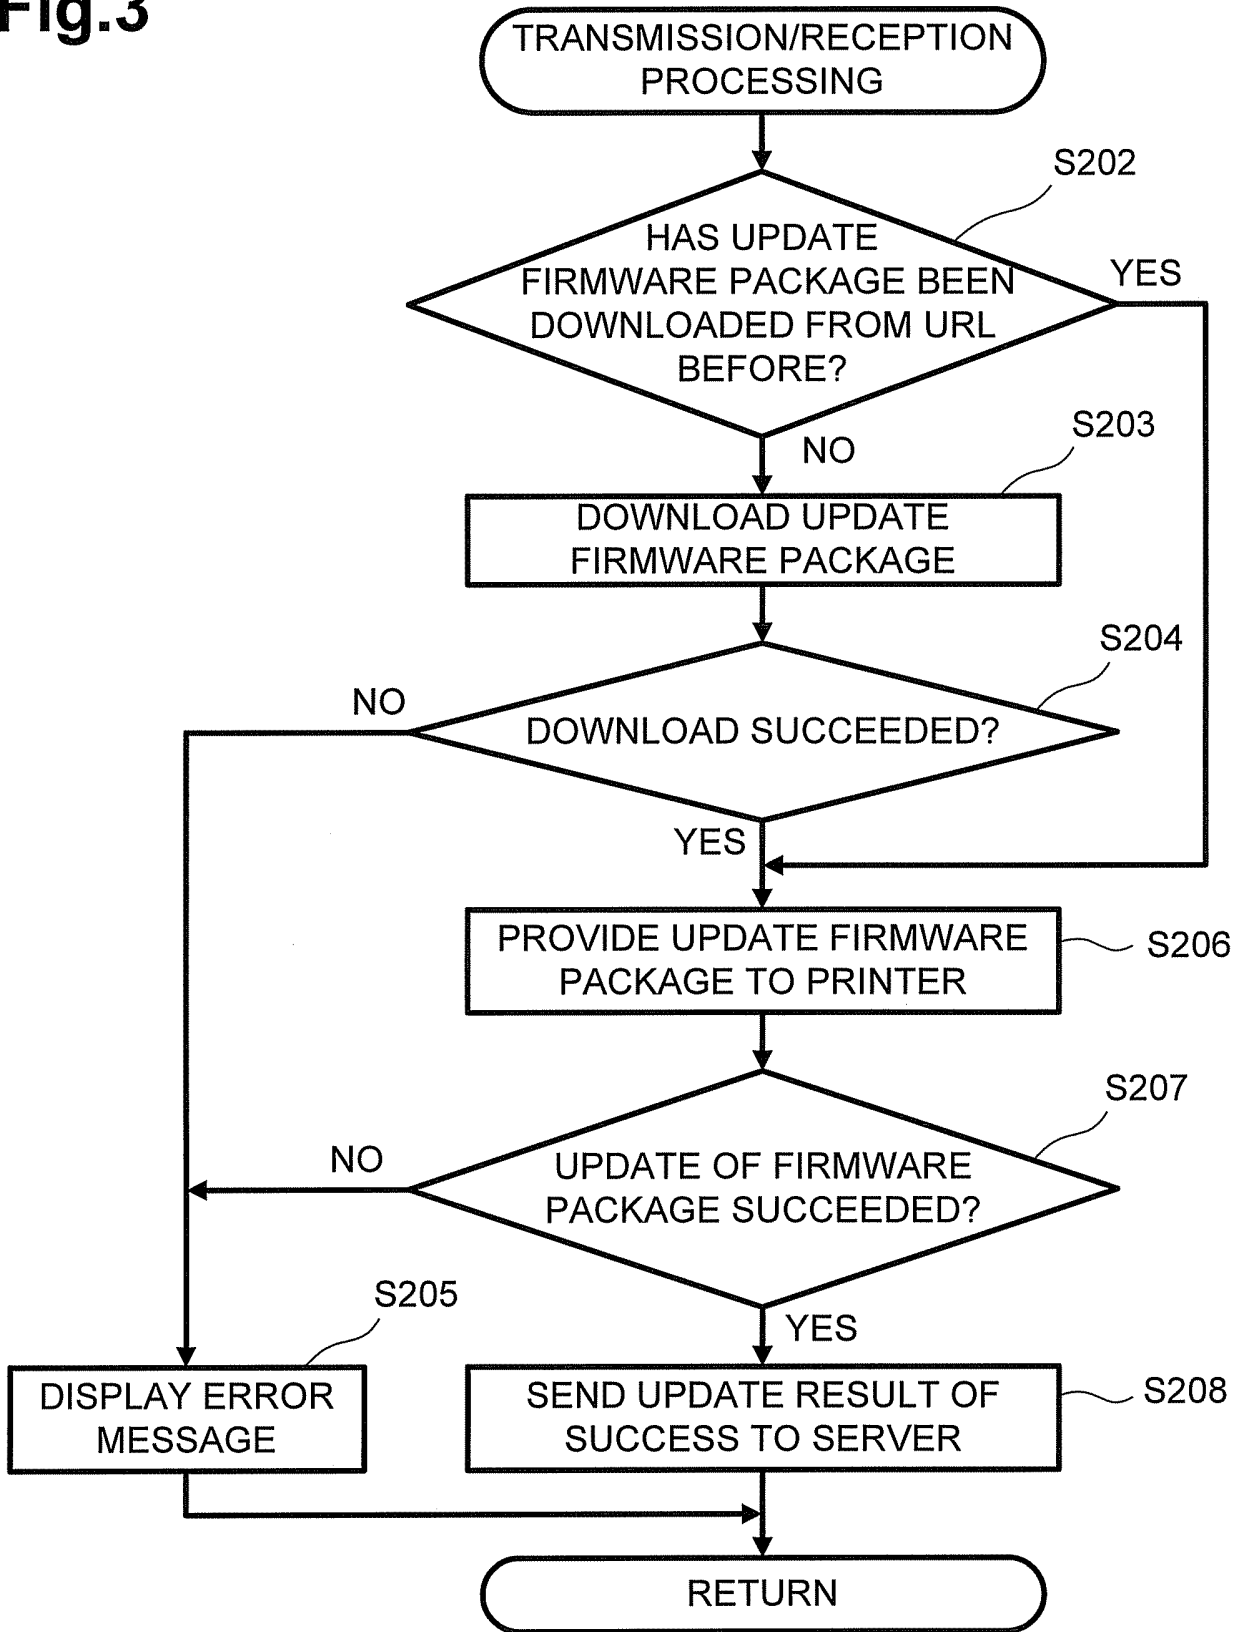 Fig.3
TRANSMISSION/RECEPTION
PROCESSING
S202
HAS UPDATE
FIRMWARE PACKAGE BEEN
DOWNLOADED FROM URL
BEFORE?
YES
NO
S203
DOWNLOAD UPDATE
FIRMWARE PACKAGE
S204
NO
DOWNLOAD SUCCEEDED?
YES
PROVIDE UPDATE FIRMWARE
PACKAGE TO PRINTER
S206
S207
NO
UPDATE OF FIRMWARE
PACKAGE SUCCEEDED?
S205
YES
DISPLAY ERROR
MESSAGE
SEND UPDATE RESULT OF
SUCCESS TO SERVER
S208
RETURN